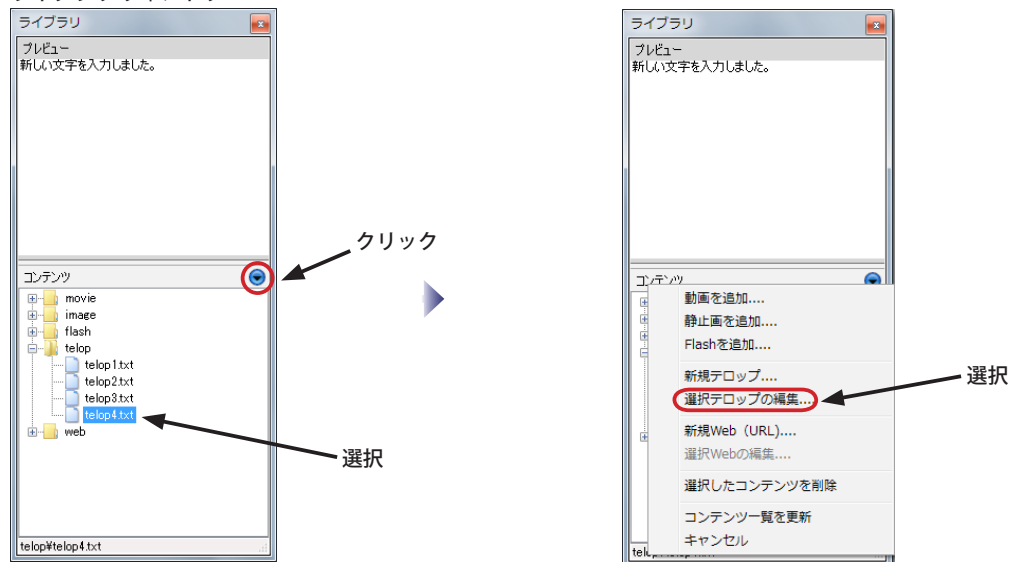 ライブラリ
プレビュー
新しい文字を入力しました。
クリック
コンテンツ
movie
image
flash
telop
telop1.txt
telop2.txt
telop3.txt
telop4.txt
web
選択
telop¥telop4.txt
ライブラリ
プレビュー
新しい文字を入力しました。
コンテンツ
動画を追加....
静止画を追加....
Flashを追加....
新規テロップ....
選択テロップの編集....
選択
新規Web（URL)....
選択Webの編集....
選択したコンテンツを削除
コンテンツ一覧を更新
キャンセル